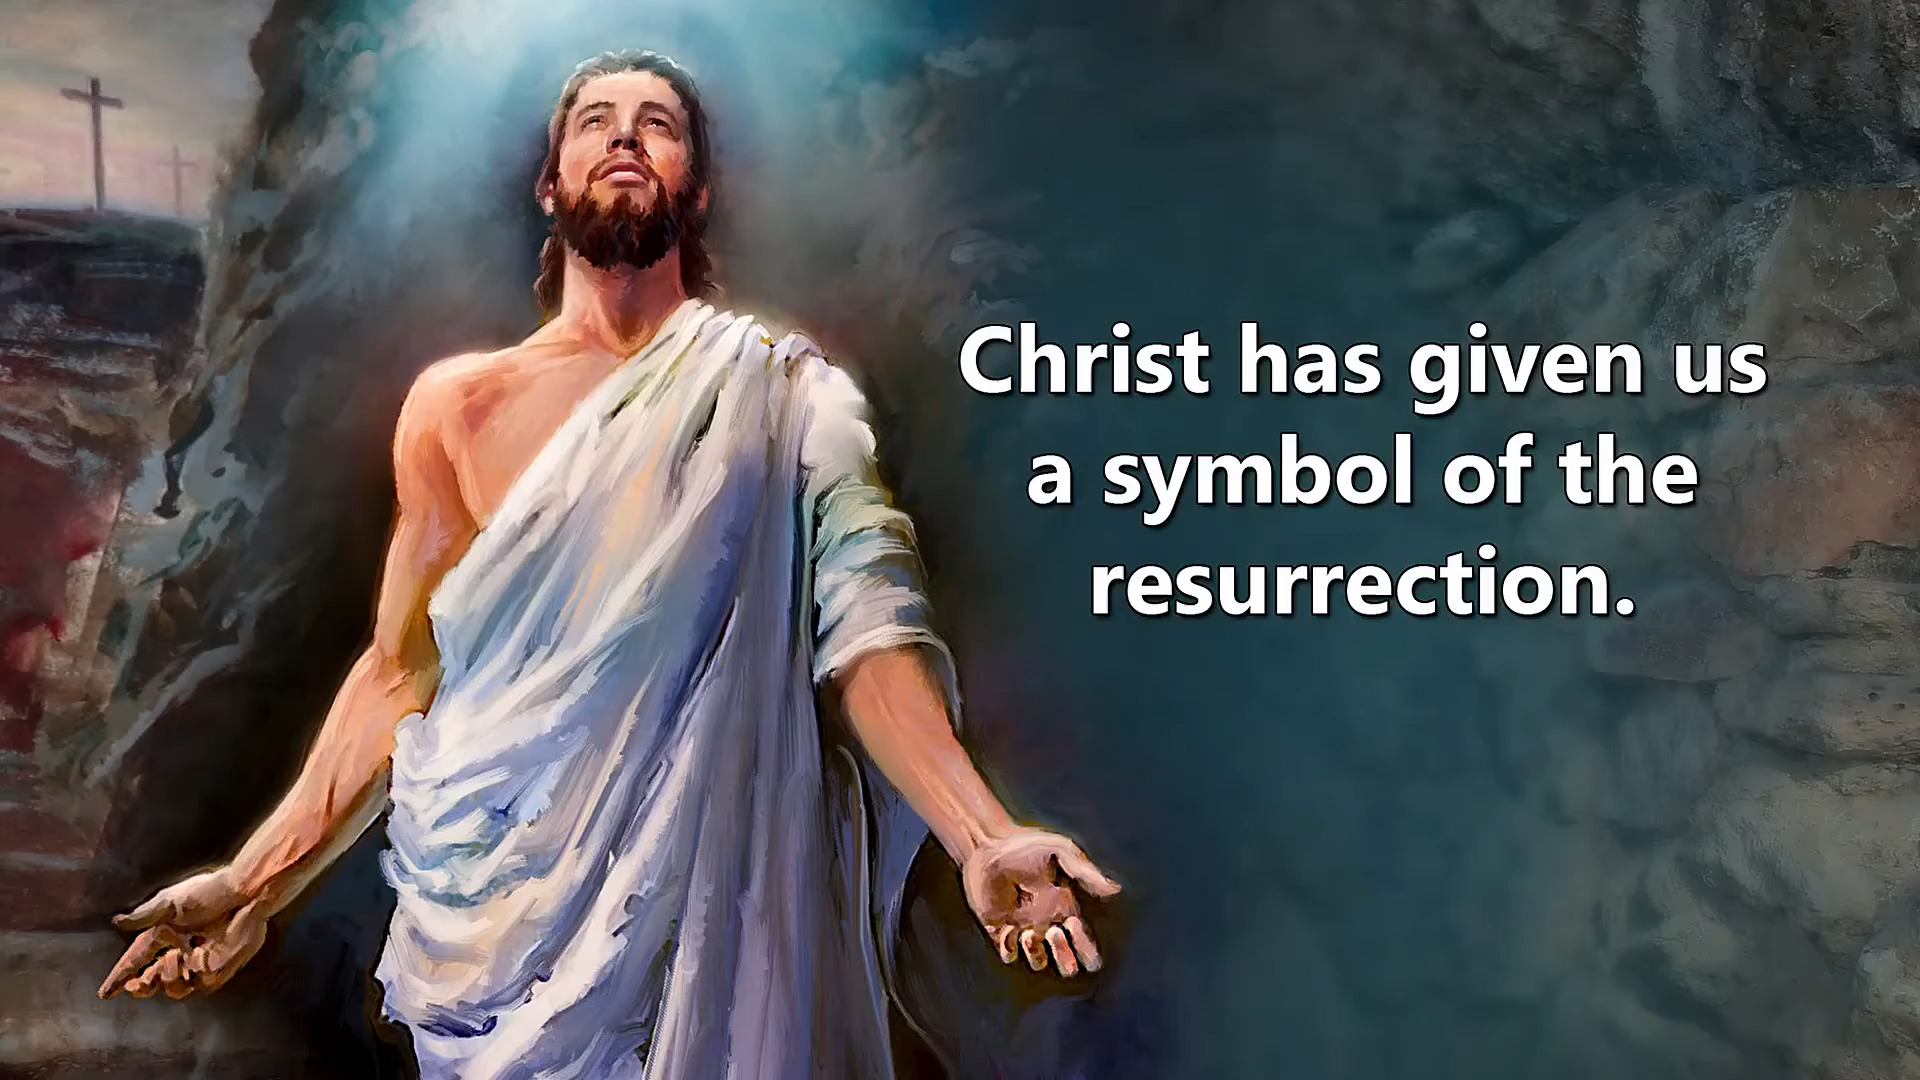 Christ has given us
a symbol of the
resurrection.